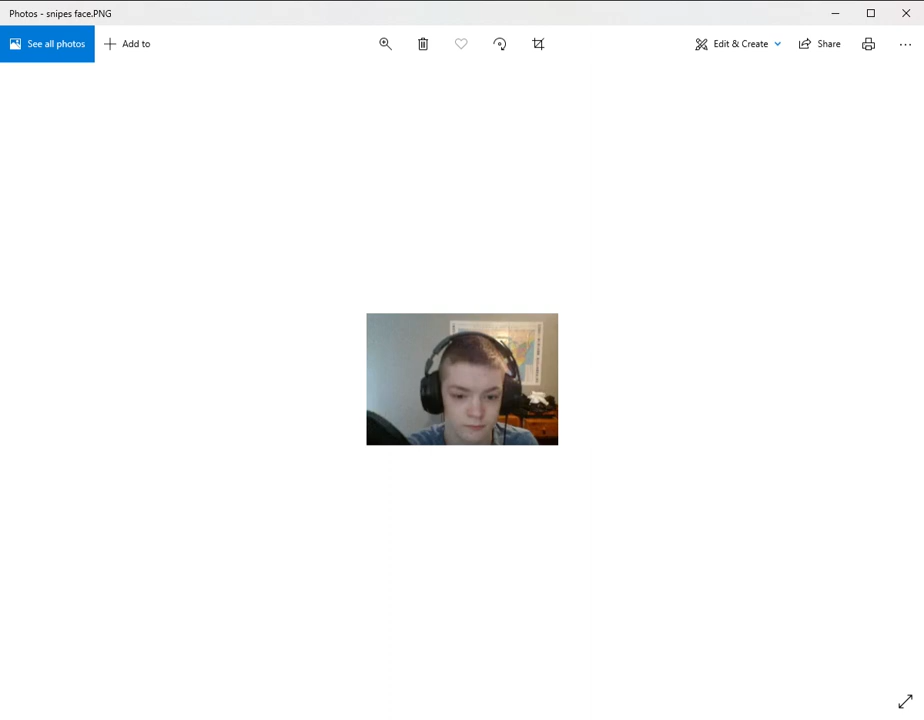 Photos - snipes face.PNG
See all photos
Add to
Edit & Create
Share